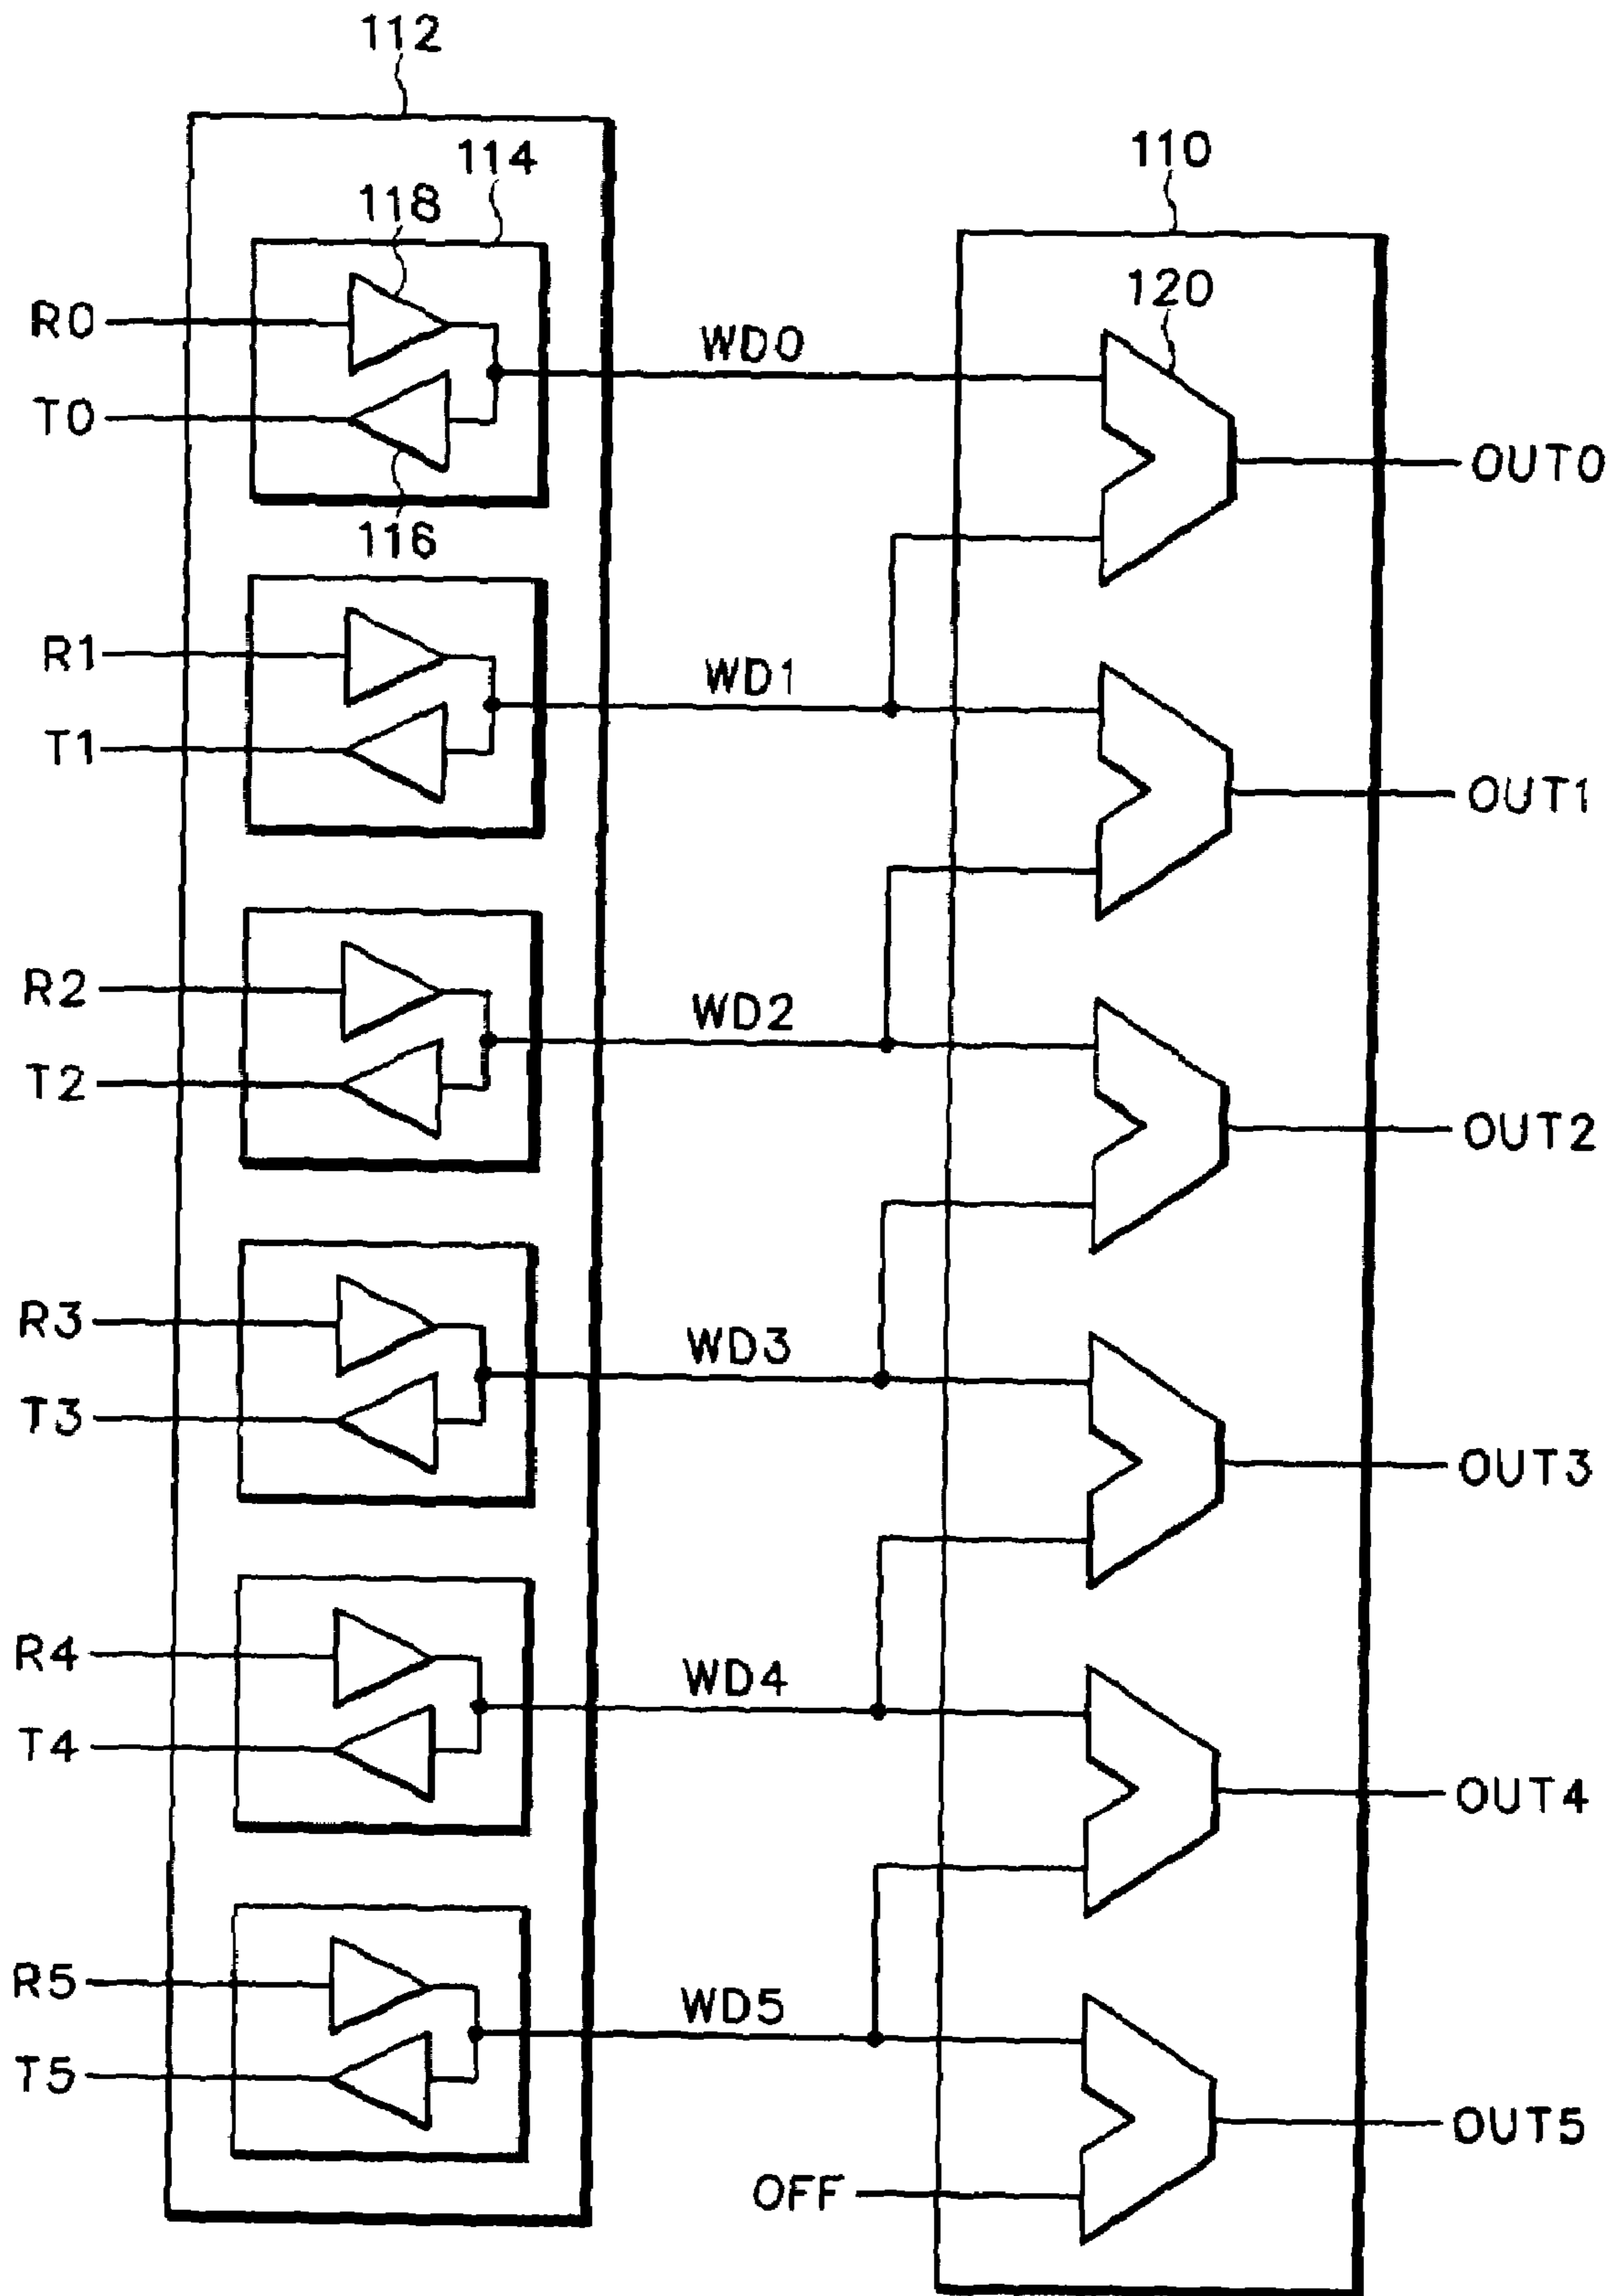 112
114
110
118
120
R0
WD0
T0
OUT0
116
R1
WD1
T1
OUT1
R2
WD2
T2
OUT2
R3
WD3
T3
OUT3
R4
WD4
T4
OUT4
R5
WD5
T5
OUT5
OFF